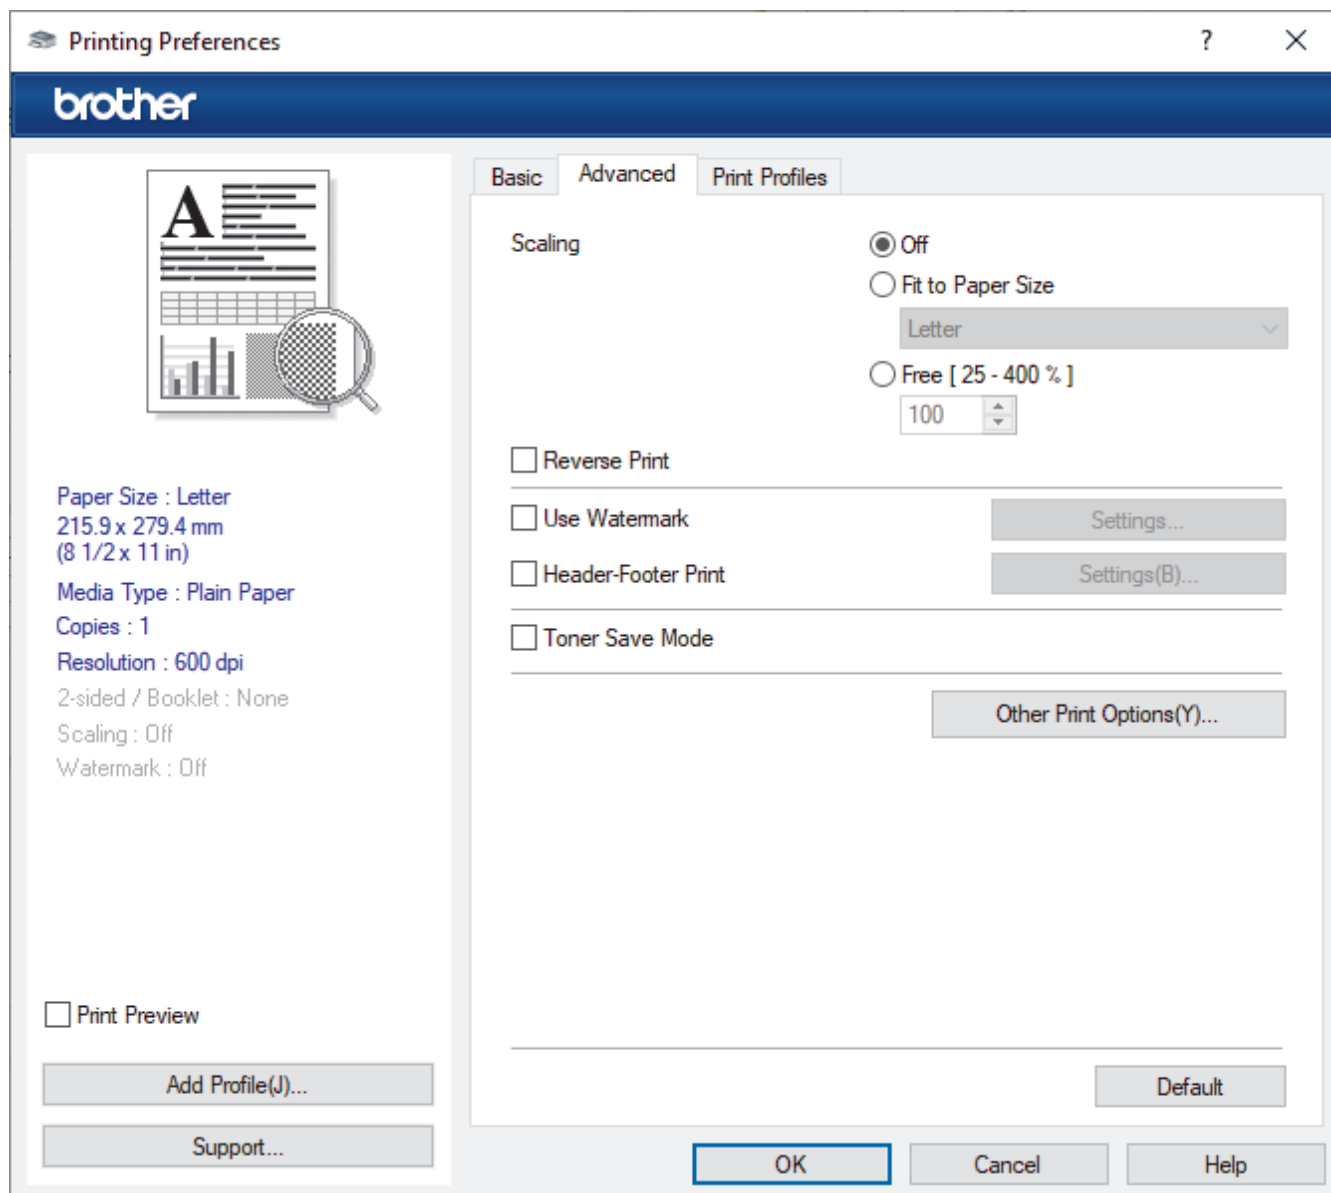 Printing Preferences
?
brother
A
Paper Size : Letter
215.9 x 279.4 mm
(8 1/2 x 11 in)
Media Type : Plain Paper
Copies : 1
Resolution : 600 dpi
2-sided / Booklet : None
Scaling : Off
Watermark : Off
Print Preview
Add Profile(J)...
Support...
Basic
Advanced
Print Profiles
Scaling
Off
Fit to Paper Size
Letter
Free [ 25 - 400 % ]
100
Reverse Print
Use Watermark
Settings...
Header-Footer Print
Settings(B)...
Toner Save Mode
Other Print Options(Y)...
Default
OK
Cancel
Help